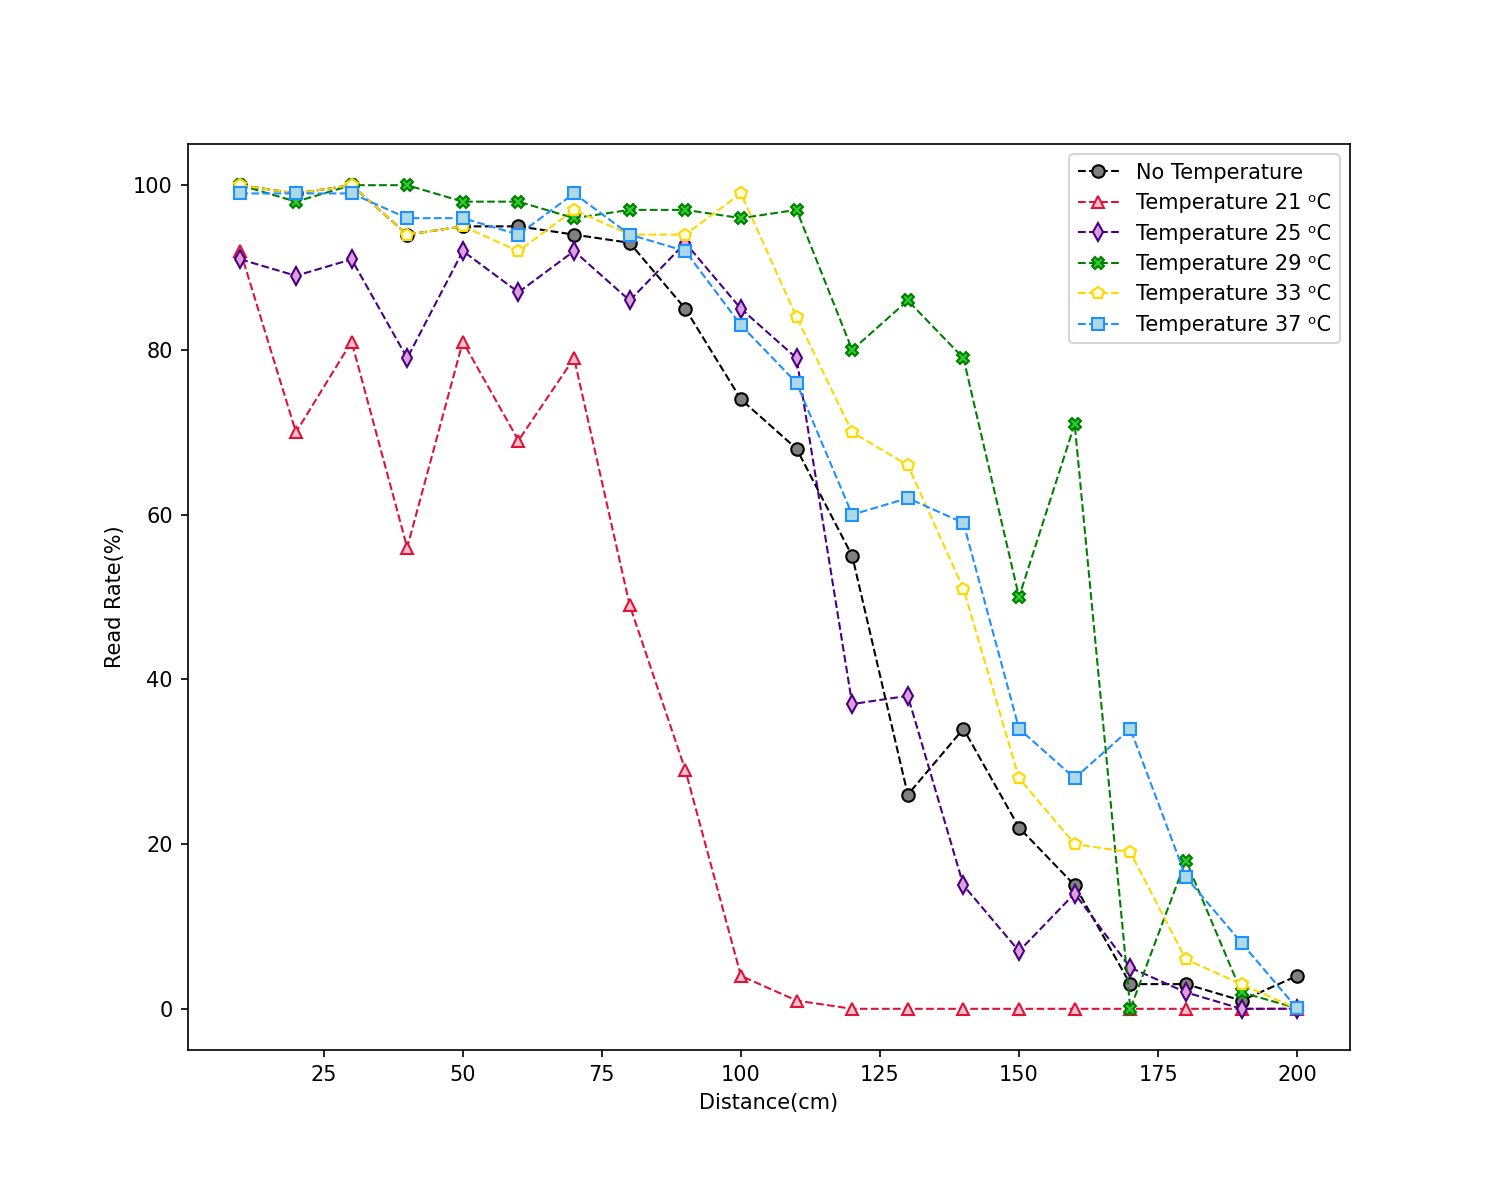 No Temperature
Temperature 21 ºC
Temperature 25 ºC
Temperature 29 ºC
Temperature 33 ºC
Temperature 37 ºC
100
80
60
40
20
0
Read Rate(%)
25 50 75 100 125 150 175 200
Distance(cm)